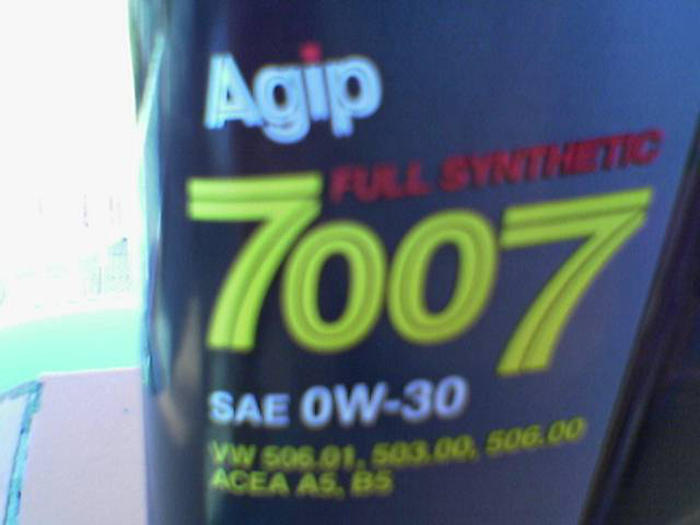 Agip
FULL SYNTHETIC
7007
SAE 0W-30
VW 506.01, 503.00, 506.00
ACEA A5, B5